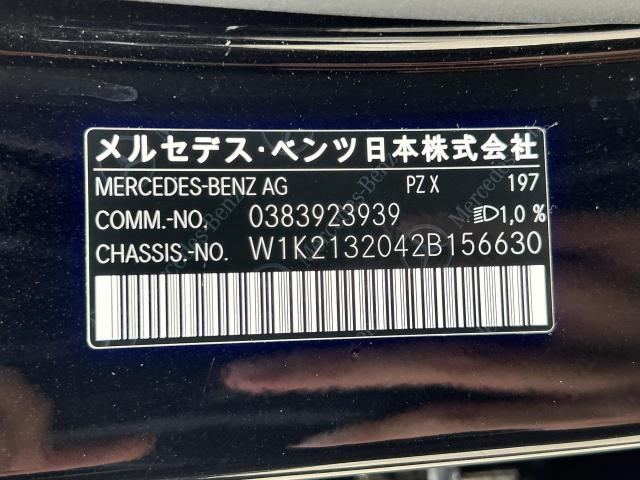 メルセデス・ベンツ日本株式会社
MERCEDES-BENZ AG PZ X 197
COMM.-NO. 0383923939 1,0 %
CHASSIS.-NO. W1K2132042B156630